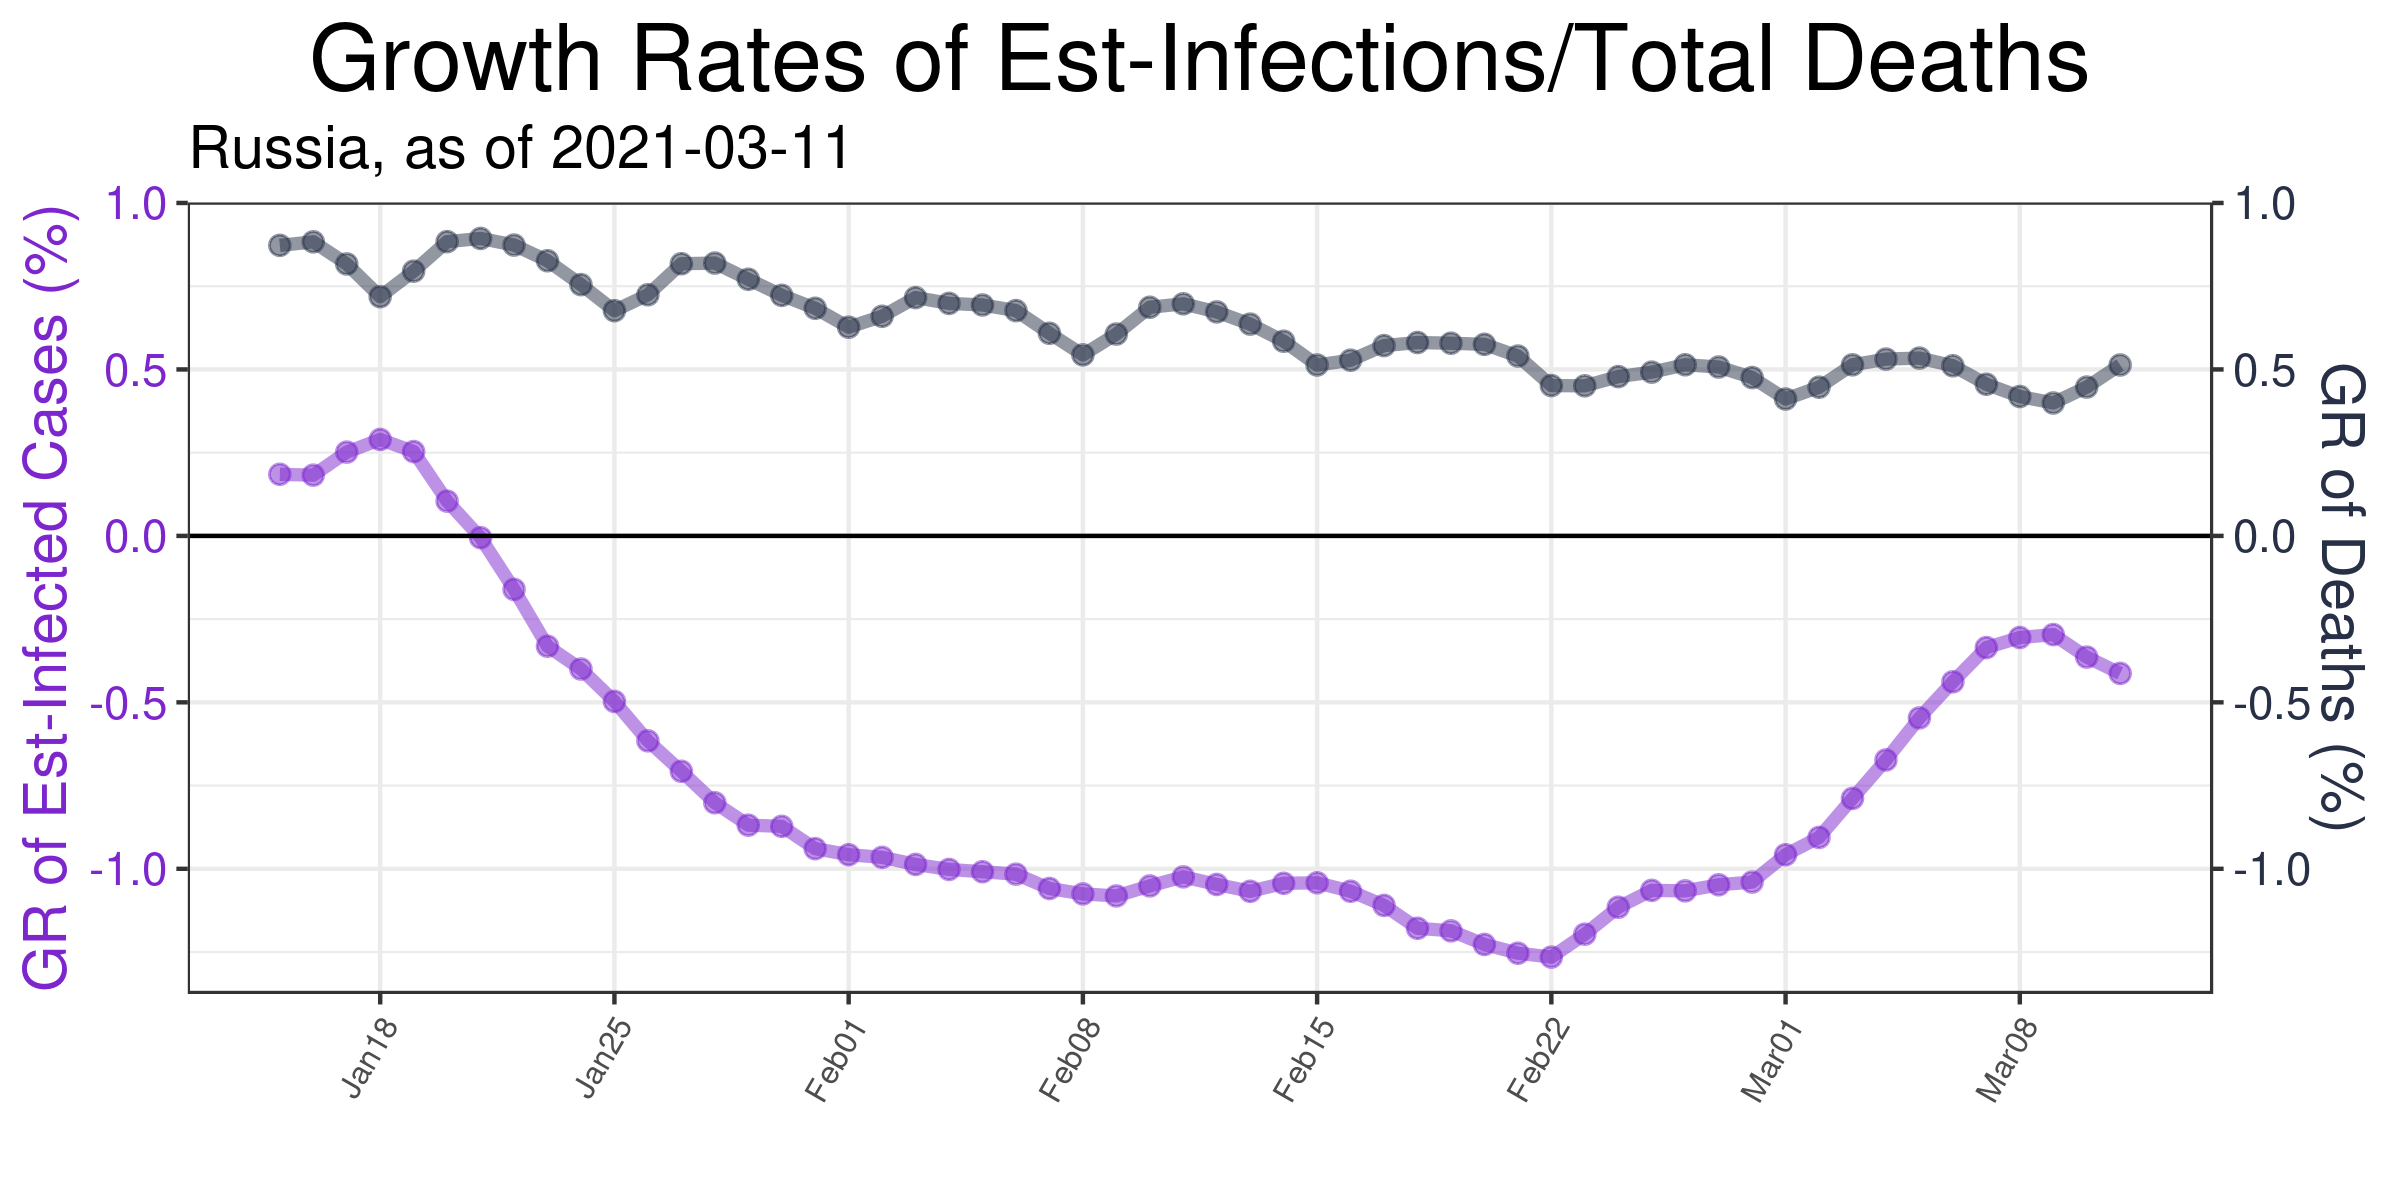 Growth Rates of Est-Infections/Total Deaths
Russia, as of 2021-03-11
GR of Est-Infected Cases (%)
1.0
0.5
0.0
-0.5
-1.0
1.0
0.5
0.0
-0.5
-1.0
GR of Deaths (%)
Jan18
Jan25
Feb01
Feb08
Feb15
Feb22
Mar01
Mar08